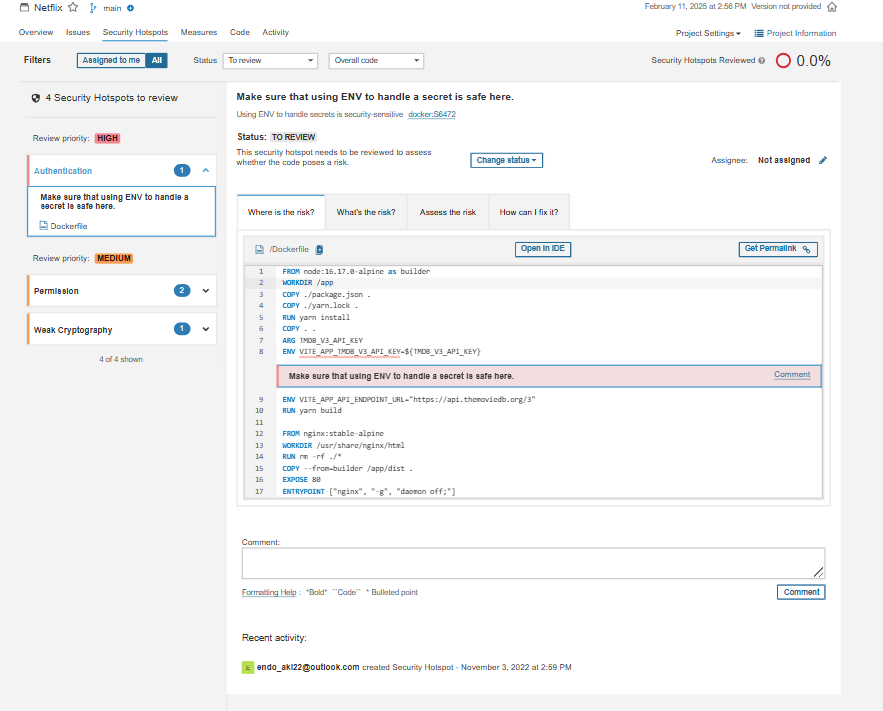 Netflix main
February 11, 2025 at 2:56 PM Version not provided
Overview Issues Security Hotspots Measures Code Activity
Project Settings Project Information
Filters Assigned to me All Status To review Overall code
Security Hotspots Reviewed 0.0%
4 Security Hotspots to review
Review priority: HIGH
Authentication 1
Make sure that using ENV to handle a
secret is safe here.
Dockerfile
Review priority: MEDIUM
Permission 2
Weak Cryptography 1
4 of 4 shown
Make sure that using ENV to handle a secret is safe here.
Using ENV to handle secrets is security-sensitive docker:S6472
Status: TO REVIEW
This security hotspot needs to be reviewed to assess
whether the code poses a risk.
Change status
Assignee: Not assigned
Where is the risk? What's the risk? Assess the risk How can I fix it?
/Dockerfile Open in IDE Get Permalink
1 FROM node:16.17.0-alpine as builder
2 WORKDIR /app
3 COPY ./package.json .
4 COPY ./yarn.lock .
5 RUN yarn install
6 COPY . .
7 ARG TMDB_V3_API_KEY
8 ENV VITE_APP_TMDB_V3_API_KEY=${TMDB_V3_API_KEY}
Make sure that using ENV to handle a secret is safe here. Comment
9 ENV VITE_APP_API_ENDPOINT_URL="https://api.themoviedb.org/3"
10 RUN yarn build
11
12 FROM nginx:stable-alpine
13 WORKDIR /usr/share/nginx/html
14 RUN rm -rf ./*
15 COPY --from=builder /app/dist .
16 EXPOSE 80
17 ENTRYPOINT ["nginx", "-g", "daemon off;"]
Comment:
Formatting Help : *Bold* ``Code`` * Bulleted point
Comment
Recent activity:
E endo_aki22@outlook.com created Security Hotspot - November 3, 2022 at 2:59 PM